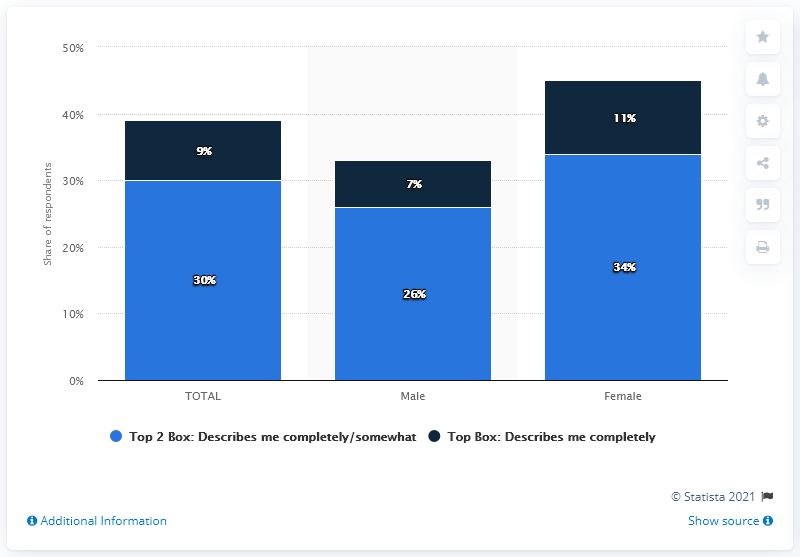 50%
40%
30%
20%
10%
0%
Share of respondents
9%
30%
7%
26%
11%
34%
TOTAL Male Female
Top 2 Box: Describes me completely/somewhat Top Box: Describes me completely
© Statista 2021
Additional Information Show source